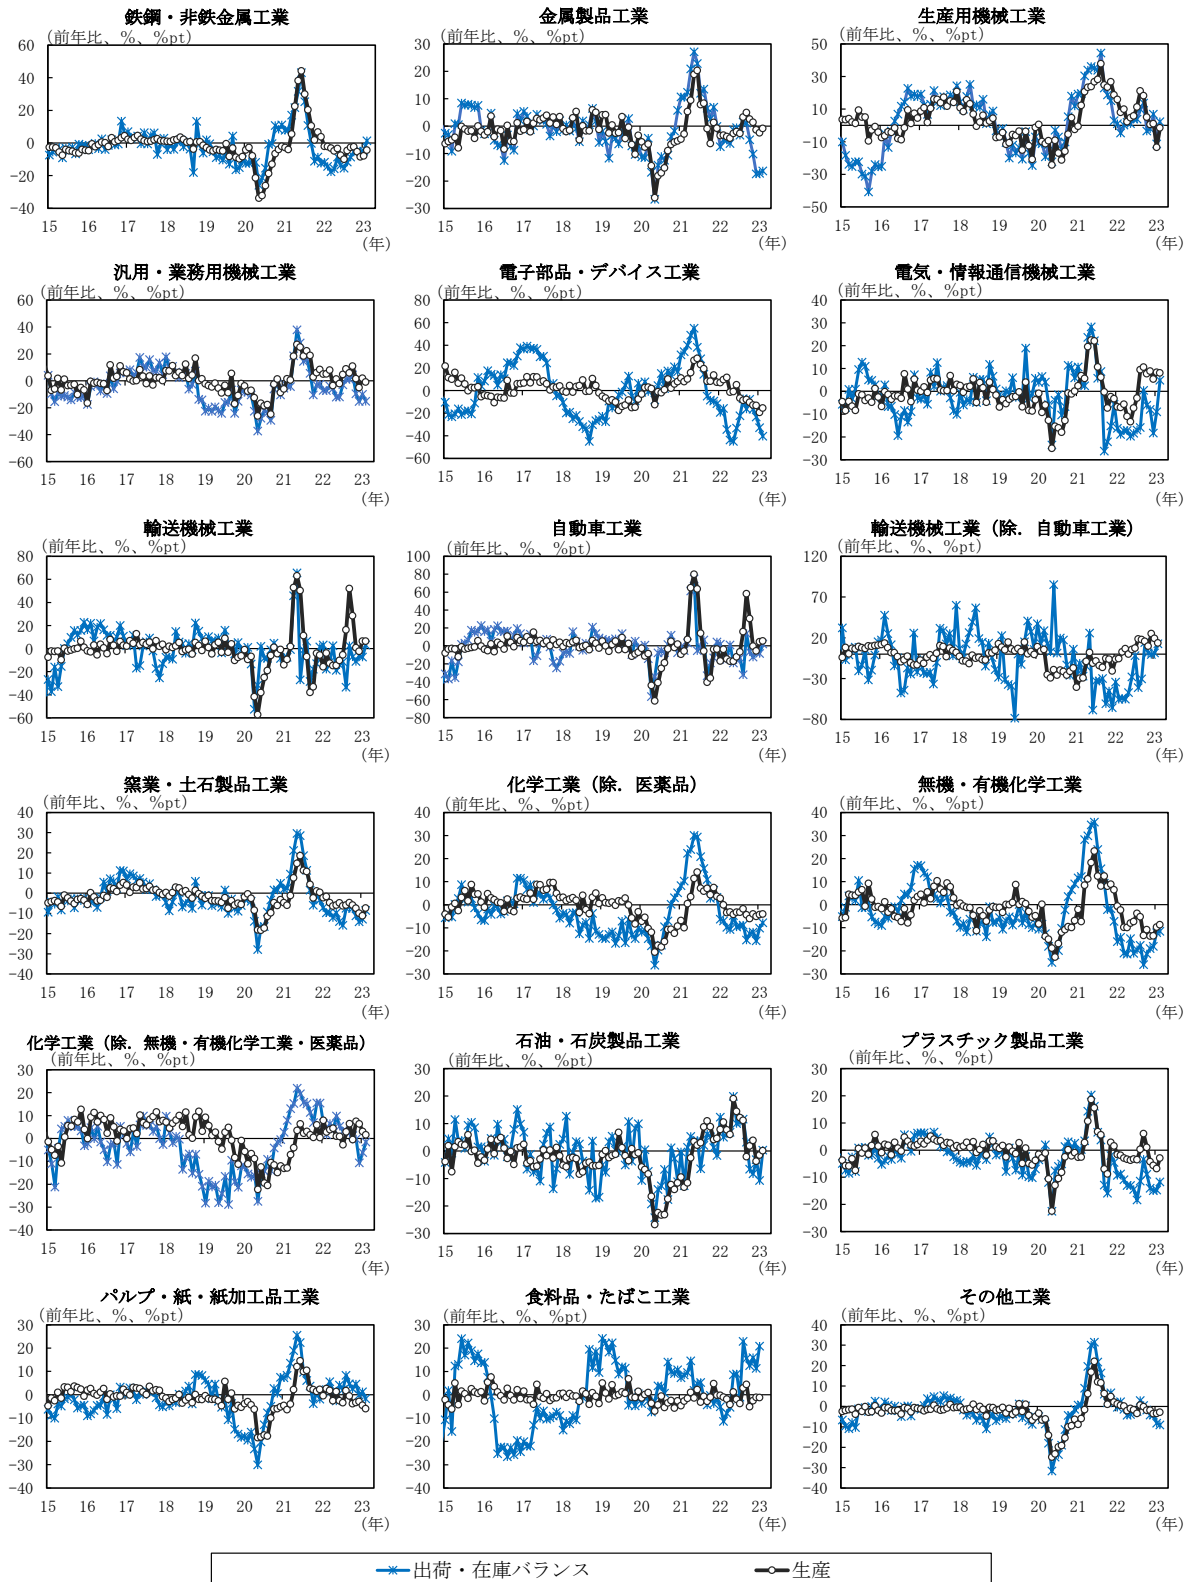 鉄鋼・非鉄金属工業
(前年比、％、％pt)
60
40
20
0
−20
−40
15 16 17 18 19 20 21 22 23
(年)
金属製品工業
(前年比、％、％pt)
30
20
10
0
−10
−20
−30
15 16 17 18 19 20 21 22 23
(年)
生産用機械工業
(前年比、％、％pt)
50
30
10
−10
−30
−50
15 16 17 18 19 20 21 22 23
(年)
汎用・業務用機械工業
(前年比、％、％pt)
60
40
20
0
−20
−40
−60
15 16 17 18 19 20 21 22 23
(年)
電子部品・デバイス工業
(前年比、％、％pt)
80
60
40
20
0
−20
−40
−60
15 16 17 18 19 20 21 22 23
(年)
電気・情報通信機械工業
(前年比、％、％pt)
40
30
20
10
0
−10
−20
−30
15 16 17 18 19 20 21 22 23
(年)
輸送機械工業
(前年比、％、％pt)
80
60
40
20
0
−20
−40
−60
15 16 17 18 19 20 21 22 23
(年)
自動車工業
(前年比、％、％pt)
100
80
60
40
20
0
−20
−40
−60
−80
15 16 17 18 19 20 21 22 23
(年)
輸送機械工業（除．自動車工業）
(前年比、％、％pt)
120
70
20
−30
−80
15 16 17 18 19 20 21 22 23
(年)
窯業・土石製品工業
(前年比、％、％pt)
40
30
20
10
0
−10
−20
−30
−40
15 16 17 18 19 20 21 22 23
(年)
化学工業（除．医薬品）
(前年比、％、％pt)
40
30
20
10
0
−10
−20
−30
15 16 17 18 19 20 21 22 23
(年)
無機・有機化学工業
(前年比、％、％pt)
40
30
20
10
0
−10
−20
−30
15 16 17 18 19 20 21 22 23
(年)
化学工業（除．無機・有機化学工業・医薬品）
(前年比、％、％pt)
30
20
10
0
−10
−20
−30
−40
15 16 17 18 19 20 21 22 23
(年)
石油・石炭製品工業
(前年比、％、％pt)
30
20
10
0
−10
−20
−30
15 16 17 18 19 20 21 22 23
(年)
プラスチック製品工業
(前年比、％、％pt)
30
20
10
0
−10
−20
−30
15 16 17 18 19 20 21 22 23
(年)
パルプ・紙・紙加工品工業
(前年比、％、％pt)
30
20
10
0
−10
−20
−30
−40
15 16 17 18 19 20 21 22 23
(年)
食料品・たばこ工業
(前年比、％、％pt)
30
20
10
0
−10
−20
−30
−40
15 16 17 18 19 20 21 22 23
(年)
その他工業
(前年比、％、％pt)
40
30
20
10
0
−10
−20
−30
−40
15 16 17 18 19 20 21 22 23
(年)
出荷・在庫バランス 生産